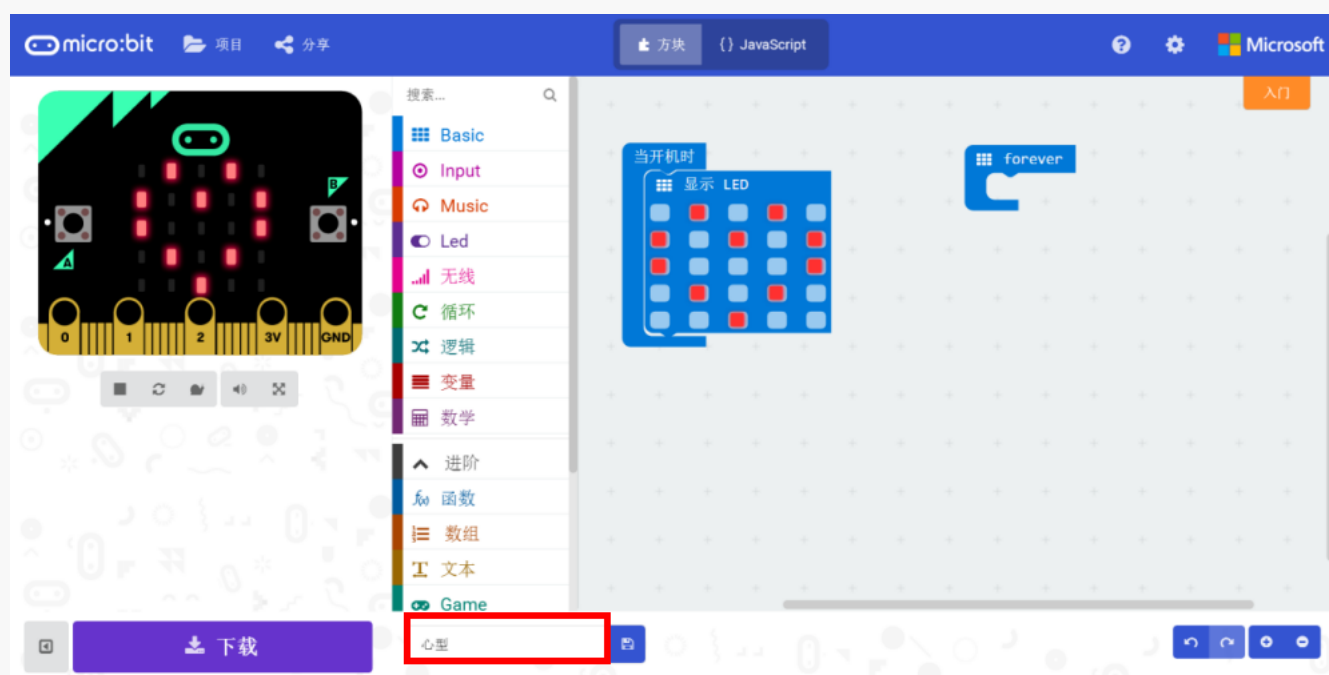 micro:bit 项目 分享 方块 {} JavaScript Microsoft
入门
搜索...
Basic
Input
Music
Led
无线
循环
逻辑
变量
数学
进阶
f(x) 函数
数组
文本
Game
当开机时
显示 LED
forever
B
A
0 1 2 3V GND
下载
心型